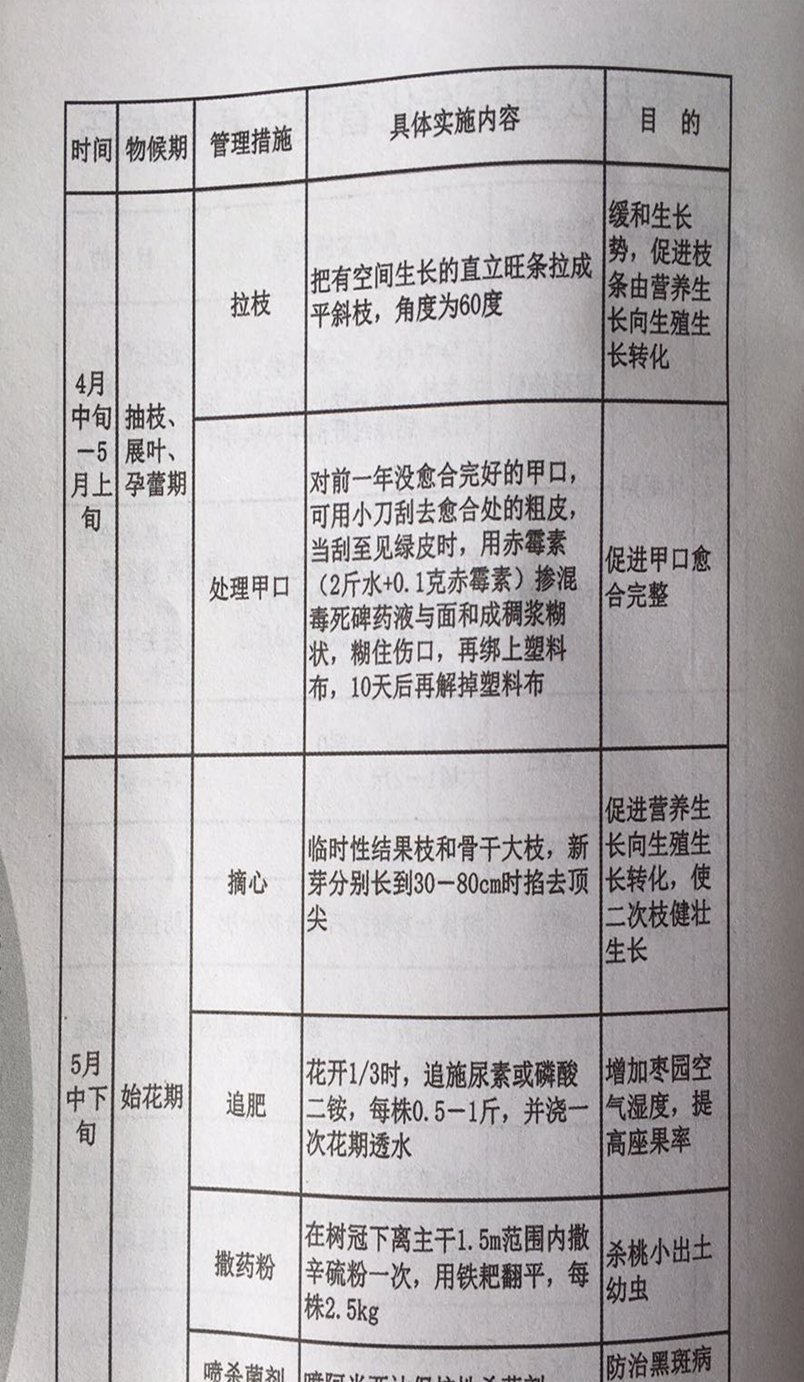 时间
物候期
管理措施
具体实施内容
目 的
4月
中旬
—5
月上
旬
抽枝、
展叶、
孕蕾期
拉枝
把有空间生长的直立旺条拉成
平斜枝，角度为60度
缓和生长
势，促进枝
条由营养生
长向生殖生
长转化
处理甲口
对前一年没愈合完好的甲口，
可用小刀刮去愈合处的粗皮，
当刮至见绿皮时，用赤霉素
（2斤水+0.1克赤霉素）掺混
毒死碑药液与面和成稠浆糊
状，糊住伤口，再绑上塑料
布，10天后再解掉塑料布
促进甲口愈
合完整
5月
中下
旬
始花期
摘心
临时性结果枝和骨干大枝，新
芽分别长到30—80cm时掐去顶
尖
促进营养生
长向生殖生
长转化，使
二次枝健壮
生长
追肥
花开1/3时，追施尿素或磷酸
二铵，每株0.5—1斤，并浇一
次花期透水
增加枣园空
气湿度，提
高座果率
撒药粉
在树冠下离主干1.5m范围内撒
辛硫粉一次，用铁耙翻平，每
株2.5kg
杀桃小出土
幼虫
喷杀菌剂
防治黑斑病